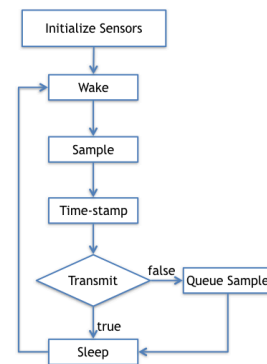 Initialize Sensors
Wake
Sample
Time-stamp
Transmit
false
Queue Sample
true
Sleep